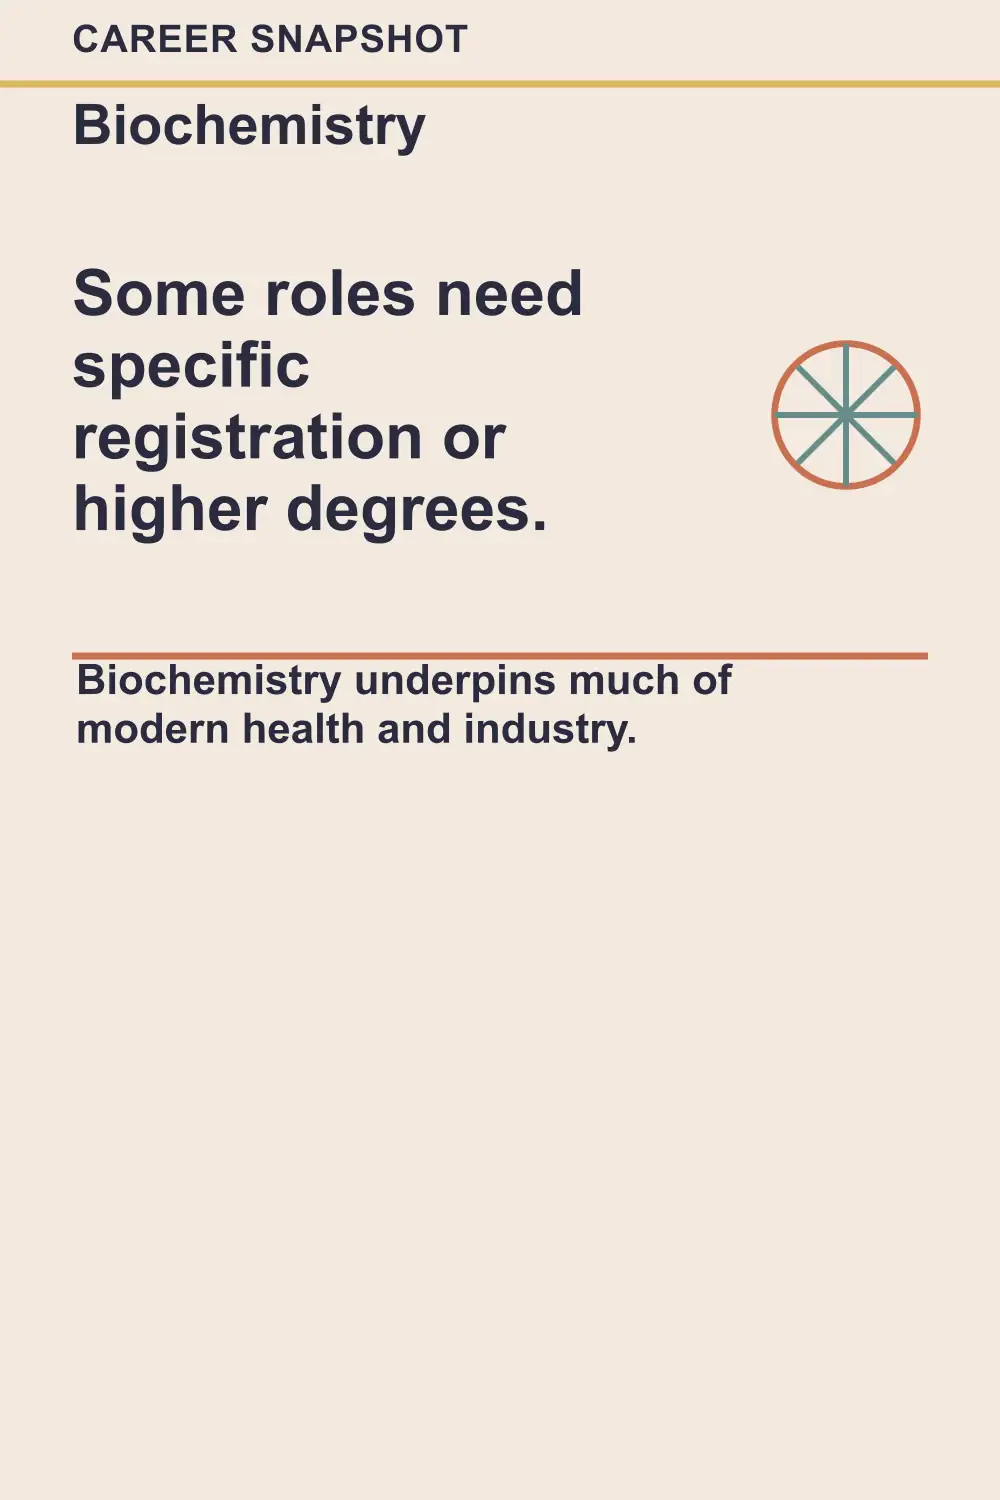 CAREER SNAPSHOT
Biochemistry
Some roles need
specific
registration or
higher degrees.
Biochemistry underpins much of
modern health and industry.